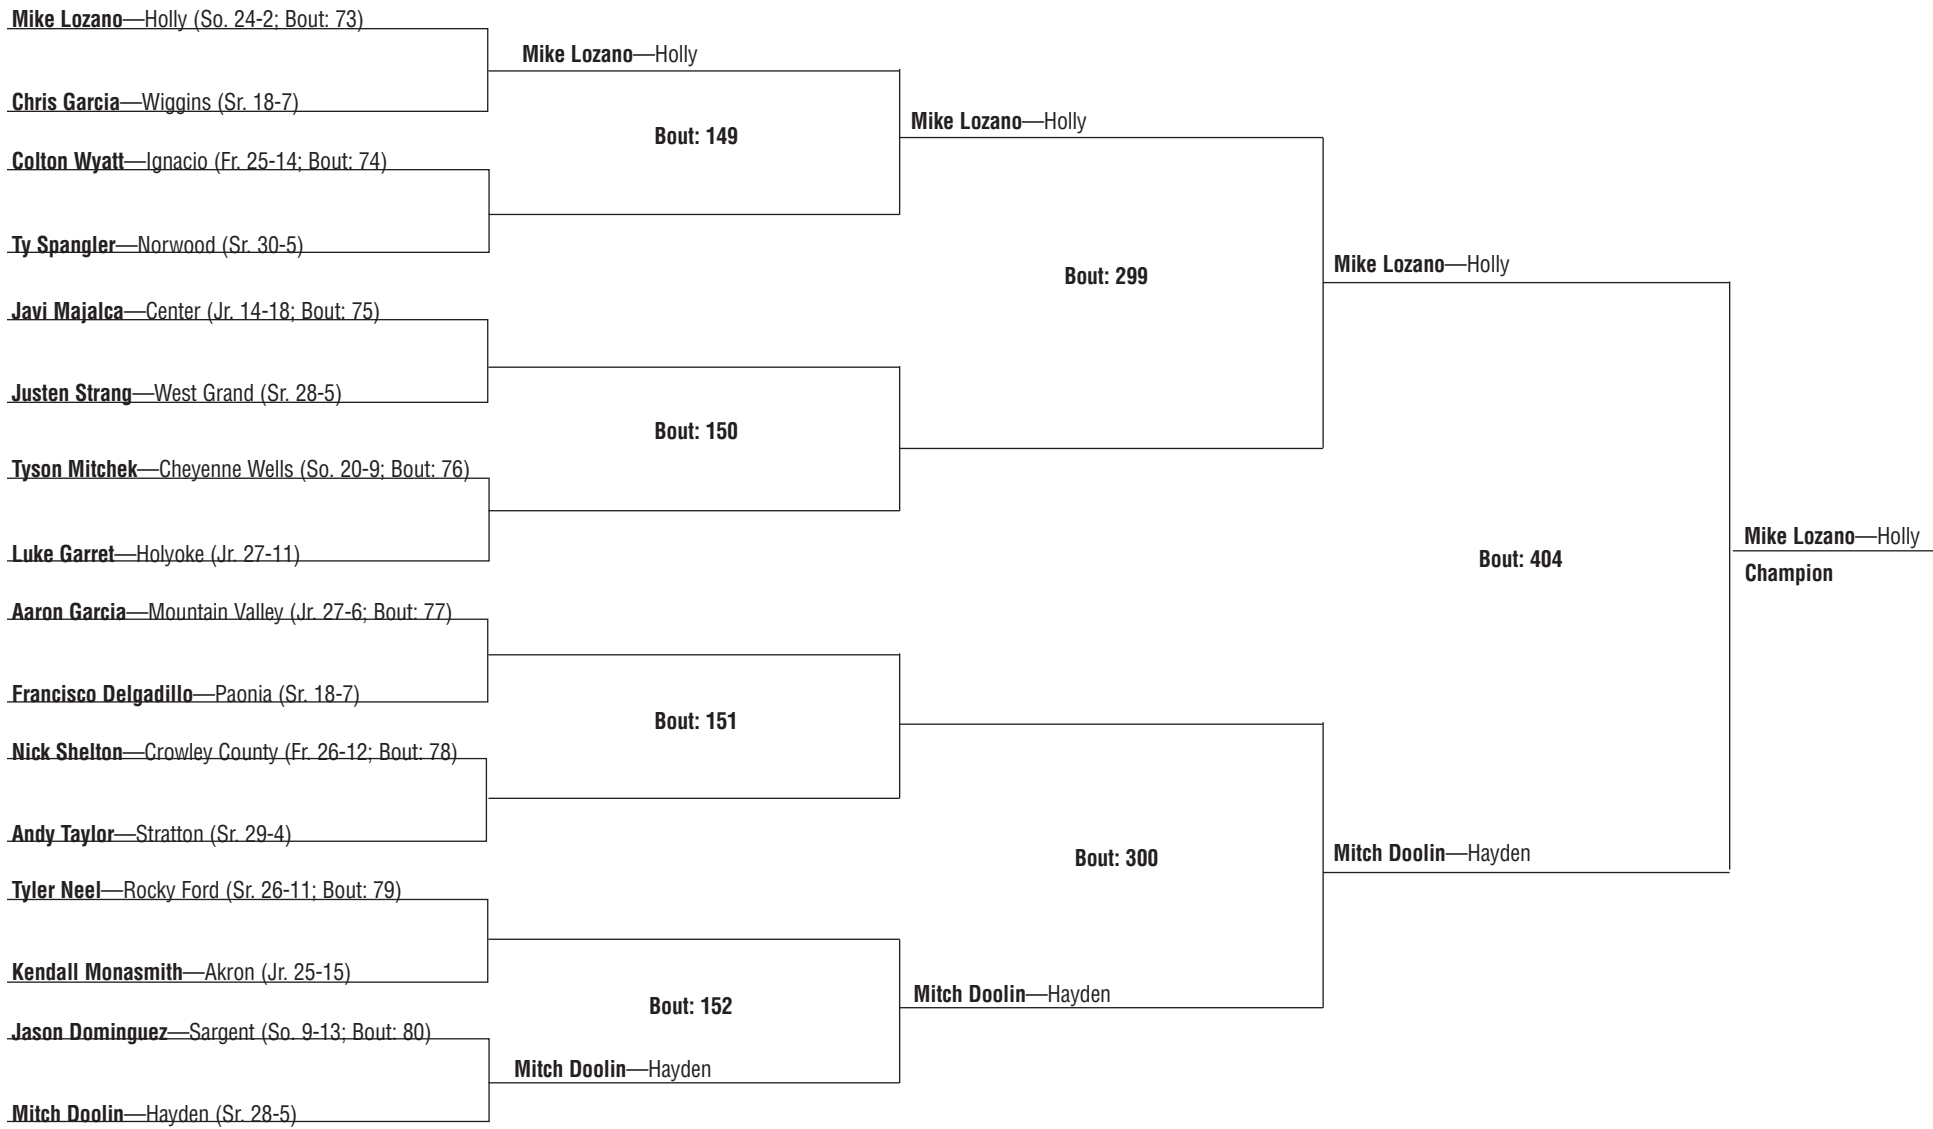 Mike Lozano—Holly (So. 24-2; Bout: 73)
Chris Garcia—Wiggins (Sr. 18-7)
Colton Wyatt—Ignacio (Fr. 25-14; Bout: 74)
Ty Spangler—Norwood (Sr. 30-5)
Javi Majalca—Center (Jr. 14-18; Bout: 75)
Justen Strang—West Grand (Sr. 28-5)
Tyson Mitchek—Cheyenne Wells (So. 20-9; Bout: 76)
Luke Garret—Holyoke (Jr. 27-11)
Aaron Garcia—Mountain Valley (Jr. 27-6; Bout: 77)
Francisco Delgadillo—Paonia (Sr. 18-7)
Nick Shelton—Crowley County (Fr. 26-12; Bout: 78)
Andy Taylor—Stratton (Sr. 29-4)
Tyler Neel—Rocky Ford (Sr. 26-11; Bout: 79)
Kendall Monasmith—Akron (Jr. 25-15)
Jason Dominguez—Sargent (So. 9-13; Bout: 80)
Mitch Doolin—Hayden (Sr. 28-5)
Mike Lozano—Holly
Bout: 149
Bout: 150
Bout: 151
Bout: 152
Mitch Doolin—Hayden
Mike Lozano—Holly
Bout: 299
Bout: 300
Mitch Doolin—Hayden
Mike Lozano—Holly
Bout: 404
Mitch Doolin—Hayden
Mike Lozano—Holly
Champion